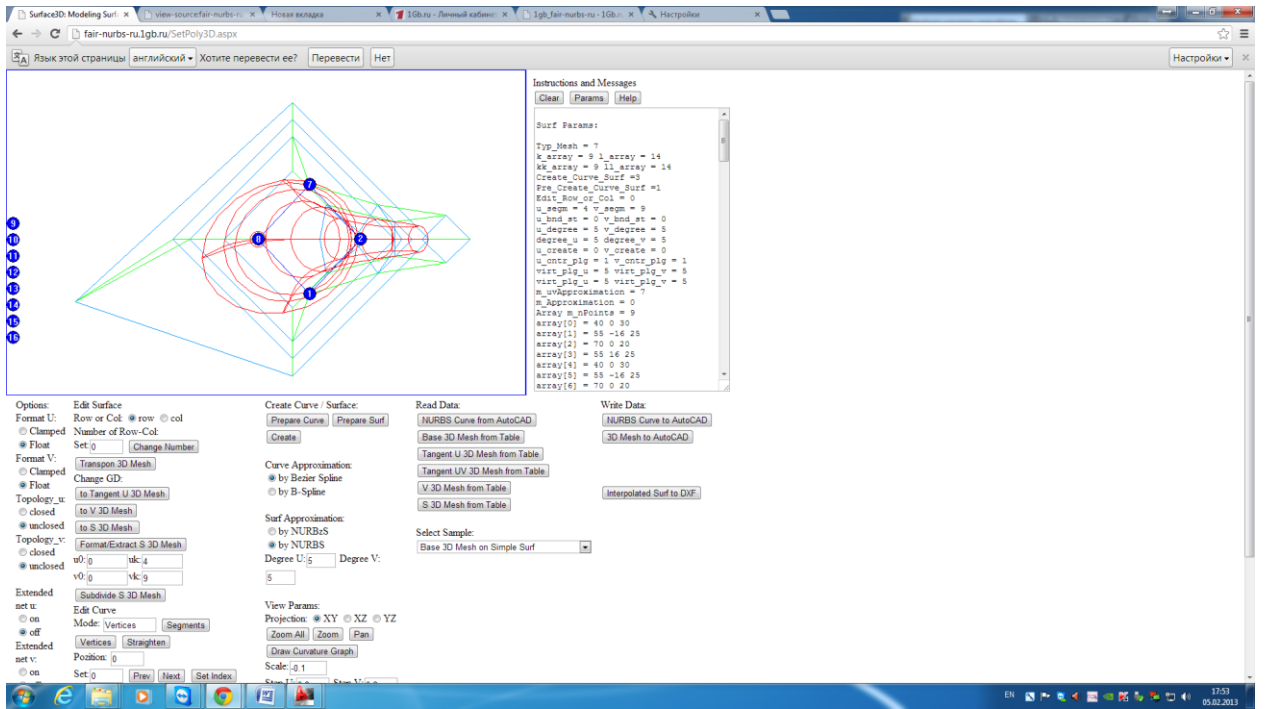 Surface3D: Modeling Surf
view-source:fair-nurbs-ru
Новая вкладка
1Gb.ru - Личный кабинет
1gb_fair-nurbs-ru - 1Gb.r
Настройки
fair-nurbs-ru.1gb.ru/SetPoly3D.aspx
Язык этой страницы английский Хотите перевести ее? Перевести Нет Настройки
7
8 2
1
9
10
11
12
13
14
15
16
Instructions and Messages
Clear Params Help
Surf Params:
Typ_Mesh = 7
k_array = 9 l_array = 14
kk_array = 9 ll_array = 14
Create_Curve_Surf =3
Pre_Create_Curve_Surf =1
Edit_Row_or_Col = 0
u_segm = 4 v_segm = 9
u_bnd_st = 0 v_bnd_st = 0
u_degree = 5 v_degree = 5
degree_u = 5 degree_v = 5
u_create = 0 v_create = 0
u_cntr_plg = 1 v_cntr_plg = 1
virt_plg_u = 5 virt_plg_v = 5
virt_plg_u = 5 virt_plg_v = 5
m_uvApproximation = 7
m_Approximation = 0
Array m_nPoints = 9
array[0] = 40 0 30
array[1] = 55 -16 25
array[2] = 70 0 20
array[3] = 55 16 25
array[4] = 40 0 30
array[5] = 55 -16 25
array[6] = 70 0 20
Options:
Format U:
Clamped
Float
Format V:
Clamped
Float
Topology_u:
closed
unclosed
Topology_v:
closed
unclosed
Extended
net u:
on
off
Extended
net v:
on
Edit Surface
Row or Col: row col
Number of Row-Col:
Set: 0 Change Number
Transpon 3D Mesh
Change GD:
to Tangent U 3D Mesh
to V 3D Mesh
to S 3D Mesh
Format/Extract S 3D Mesh
u0: 0 uk: 4
v0: 0 vk: 9
Subdivide S 3D Mesh
Edit Curve
Mode: Vertices Segments
Vertices Straighten
Pozition: 0
Set: 0 Prev Next Set Index
Create Curve / Surface:
Prepare Curve Prepare Surf
Create
Curve Approximation:
by Bezier Spline
by B-Spline
Surf Approximation:
by NURBzS
by NURBS
Degree U: 5 Degree V:
5
View Params:
Projection: XY XZ YZ
Zoom All Zoom Pan
Draw Curvature Graph
Scale: -0.1
Read Data:
NURBS Curve from AutoCAD
Base 3D Mesh from Table
Tangent U 3D Mesh from Table
Tangent UV 3D Mesh from Table
V 3D Mesh from Table
S 3D Mesh from Table
Select Sample:
Base 3D Mesh on Simple Surf
Write Data:
NURBS Curve to AutoCAD
3D Mesh to AutoCAD
Interpolated Surf to DXF
EN
17:53
05.02.2013